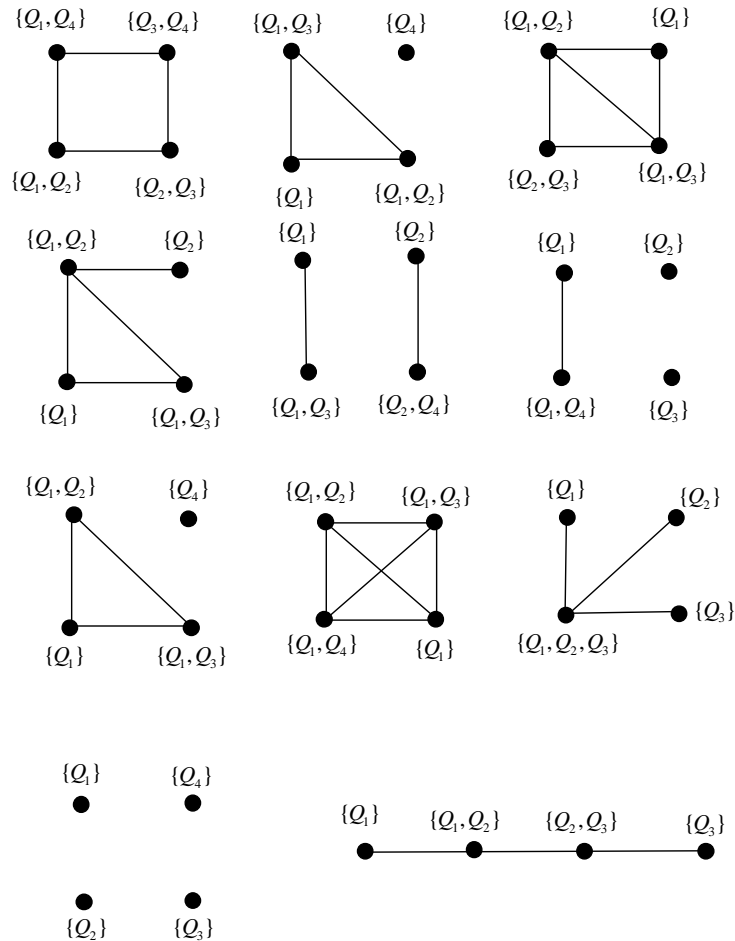 {Q₁,Q₄} {Q₃,Q₄} {Q₁,Q₃} {Q₄} {Q₁,Q₂} {Q₁}
{Q₁,Q₂} {Q₂,Q₃} {Q₁} {Q₁,Q₂} {Q₂,Q₃} {Q₁,Q₃}
{Q₁,Q₂} {Q₂} {Q₁} {Q₂} {Q₁} {Q₂}
{Q₁} {Q₁,Q₃} {Q₁,Q₃} {Q₂,Q₄} {Q₁,Q₄} {Q₃}
{Q₁,Q₂} {Q₄} {Q₁,Q₂} {Q₁,Q₃} {Q₁} {Q₂}
{Q₃}
{Q₁} {Q₁,Q₃} {Q₁,Q₄} {Q₁} {Q₁,Q₂,Q₃}
{Q₁} {Q₄}
{Q₁} {Q₁,Q₂} {Q₂,Q₃} {Q₃}
{Q₂} {Q₃}